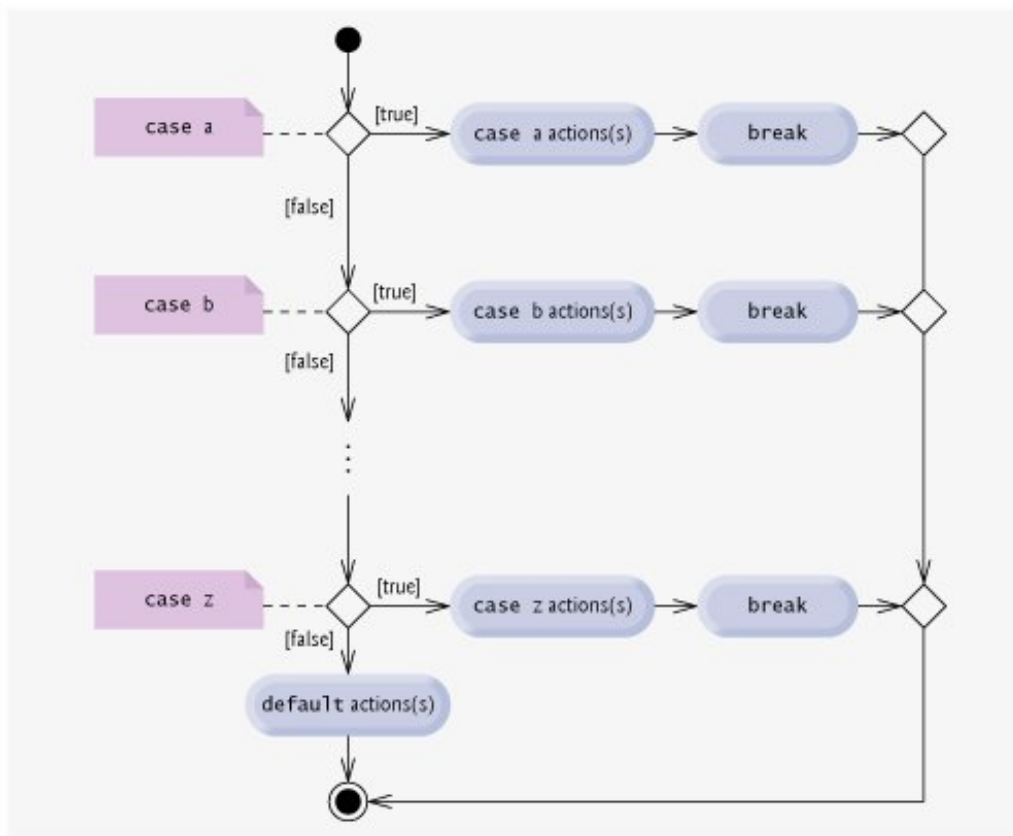 case a
[true]
case a actions(s)
break
[false]
case b
[true]
case b actions(s)
break
[false]
case z
[true]
case z actions(s)
break
[false]
default actions(s)